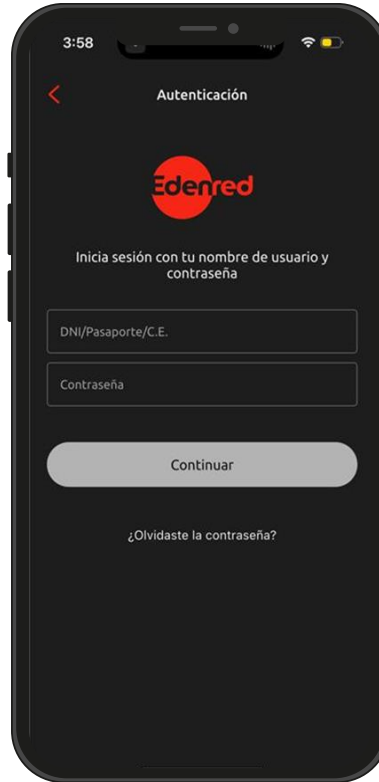 3:58
Autenticación
Edenred
Inicia sesión con tu nombre de usuario y
contraseña
DNI/Pasaporte/C.E.
Contraseña
Continuar
¿Olvidaste la contraseña?